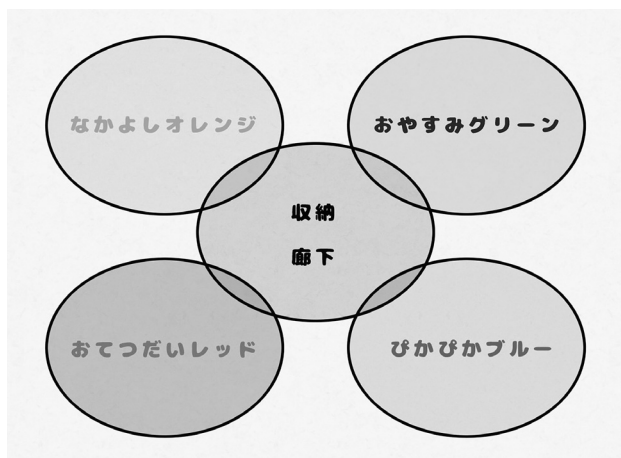 なかよしオレンジ
おやすみグリーン
収納
廊下
おてつだいレッド
ぴかぴかブルー